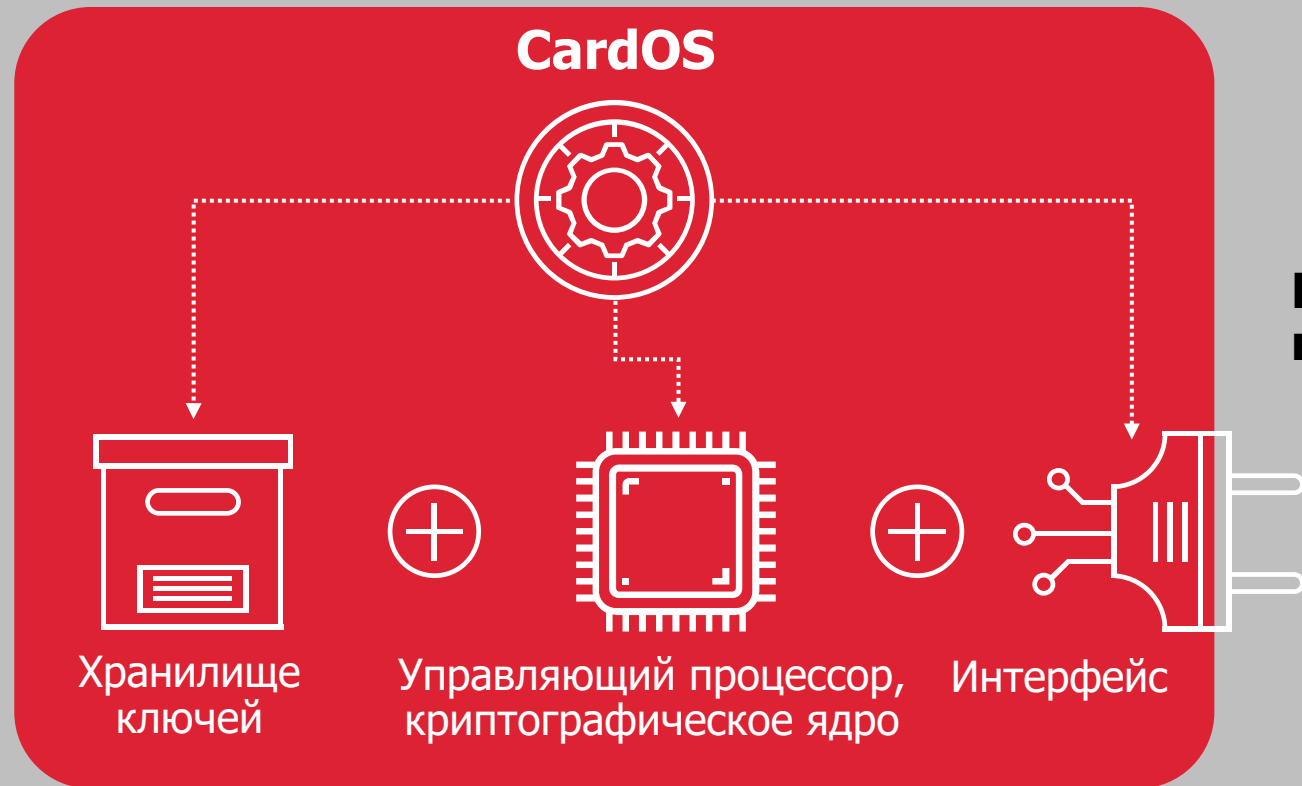 CardOS
Хранилище
ключей
Управляющий процессор,
криптографическое ядро
Интерфейс